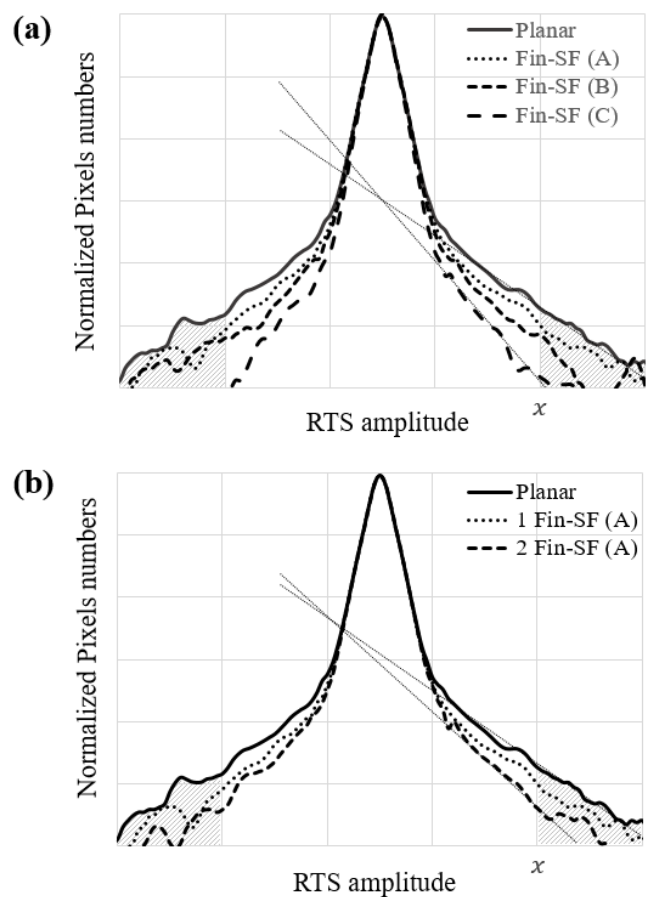 (a)
Planar
Fin-SF (A)
Fin-SF (B)
Fin-SF (C)
Normalized Pixels numbers
x
RTS amplitude
(b)
Planar
1 Fin-SF (A)
2 Fin-SF (A)
Normalized Pixels numbers
x
RTS amplitude